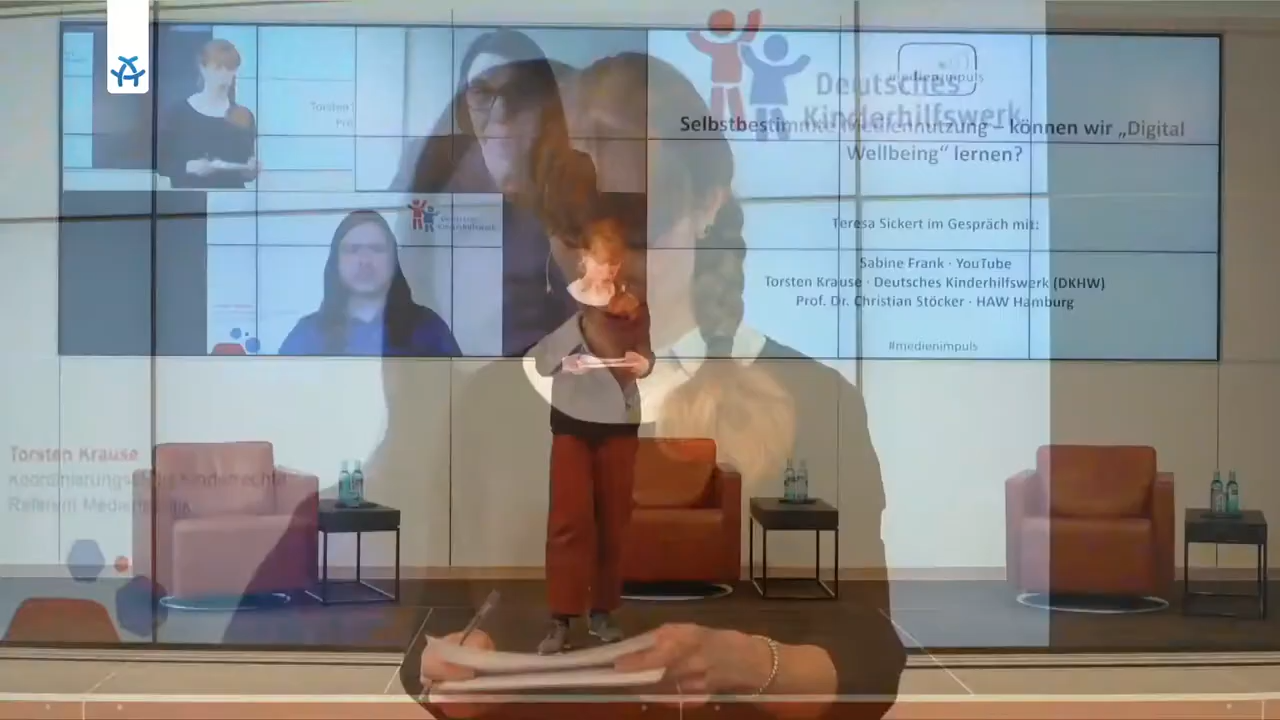 Deutsches
Kinderhilfswerk
medienimpuls
Selbstbestimmte Mediennutzung – können wir „Digital
Wellbeing“ lernen?
Teresa Sickert im Gespräch mit:
Sabine Frank · YouTube
Torsten Krause · Deutsches Kinderhilfswerk (DKHW)
Prof. Dr. Christian Stöcker · HAW Hamburg
#medienimpuls
Torsten Krause